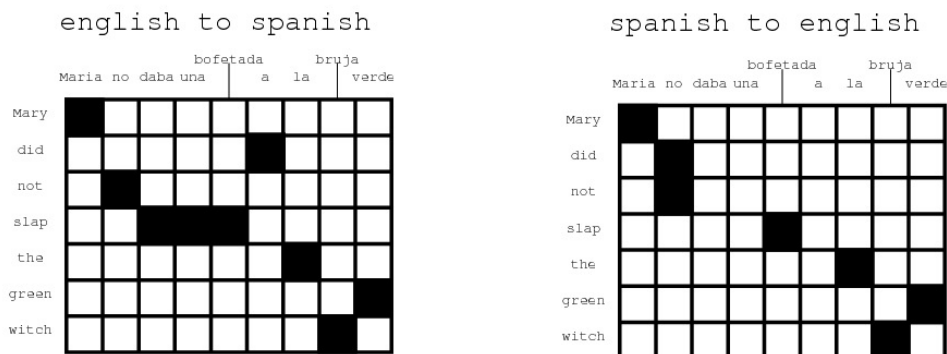 english to spanish
bofetada bruja
Maria no daba una a la verde
Mary
did
not
slap
the
green
witch
spanish to english
bofetada bruja
Maria no daba una a la verde
Mary
did
not
slap
the
green
witch